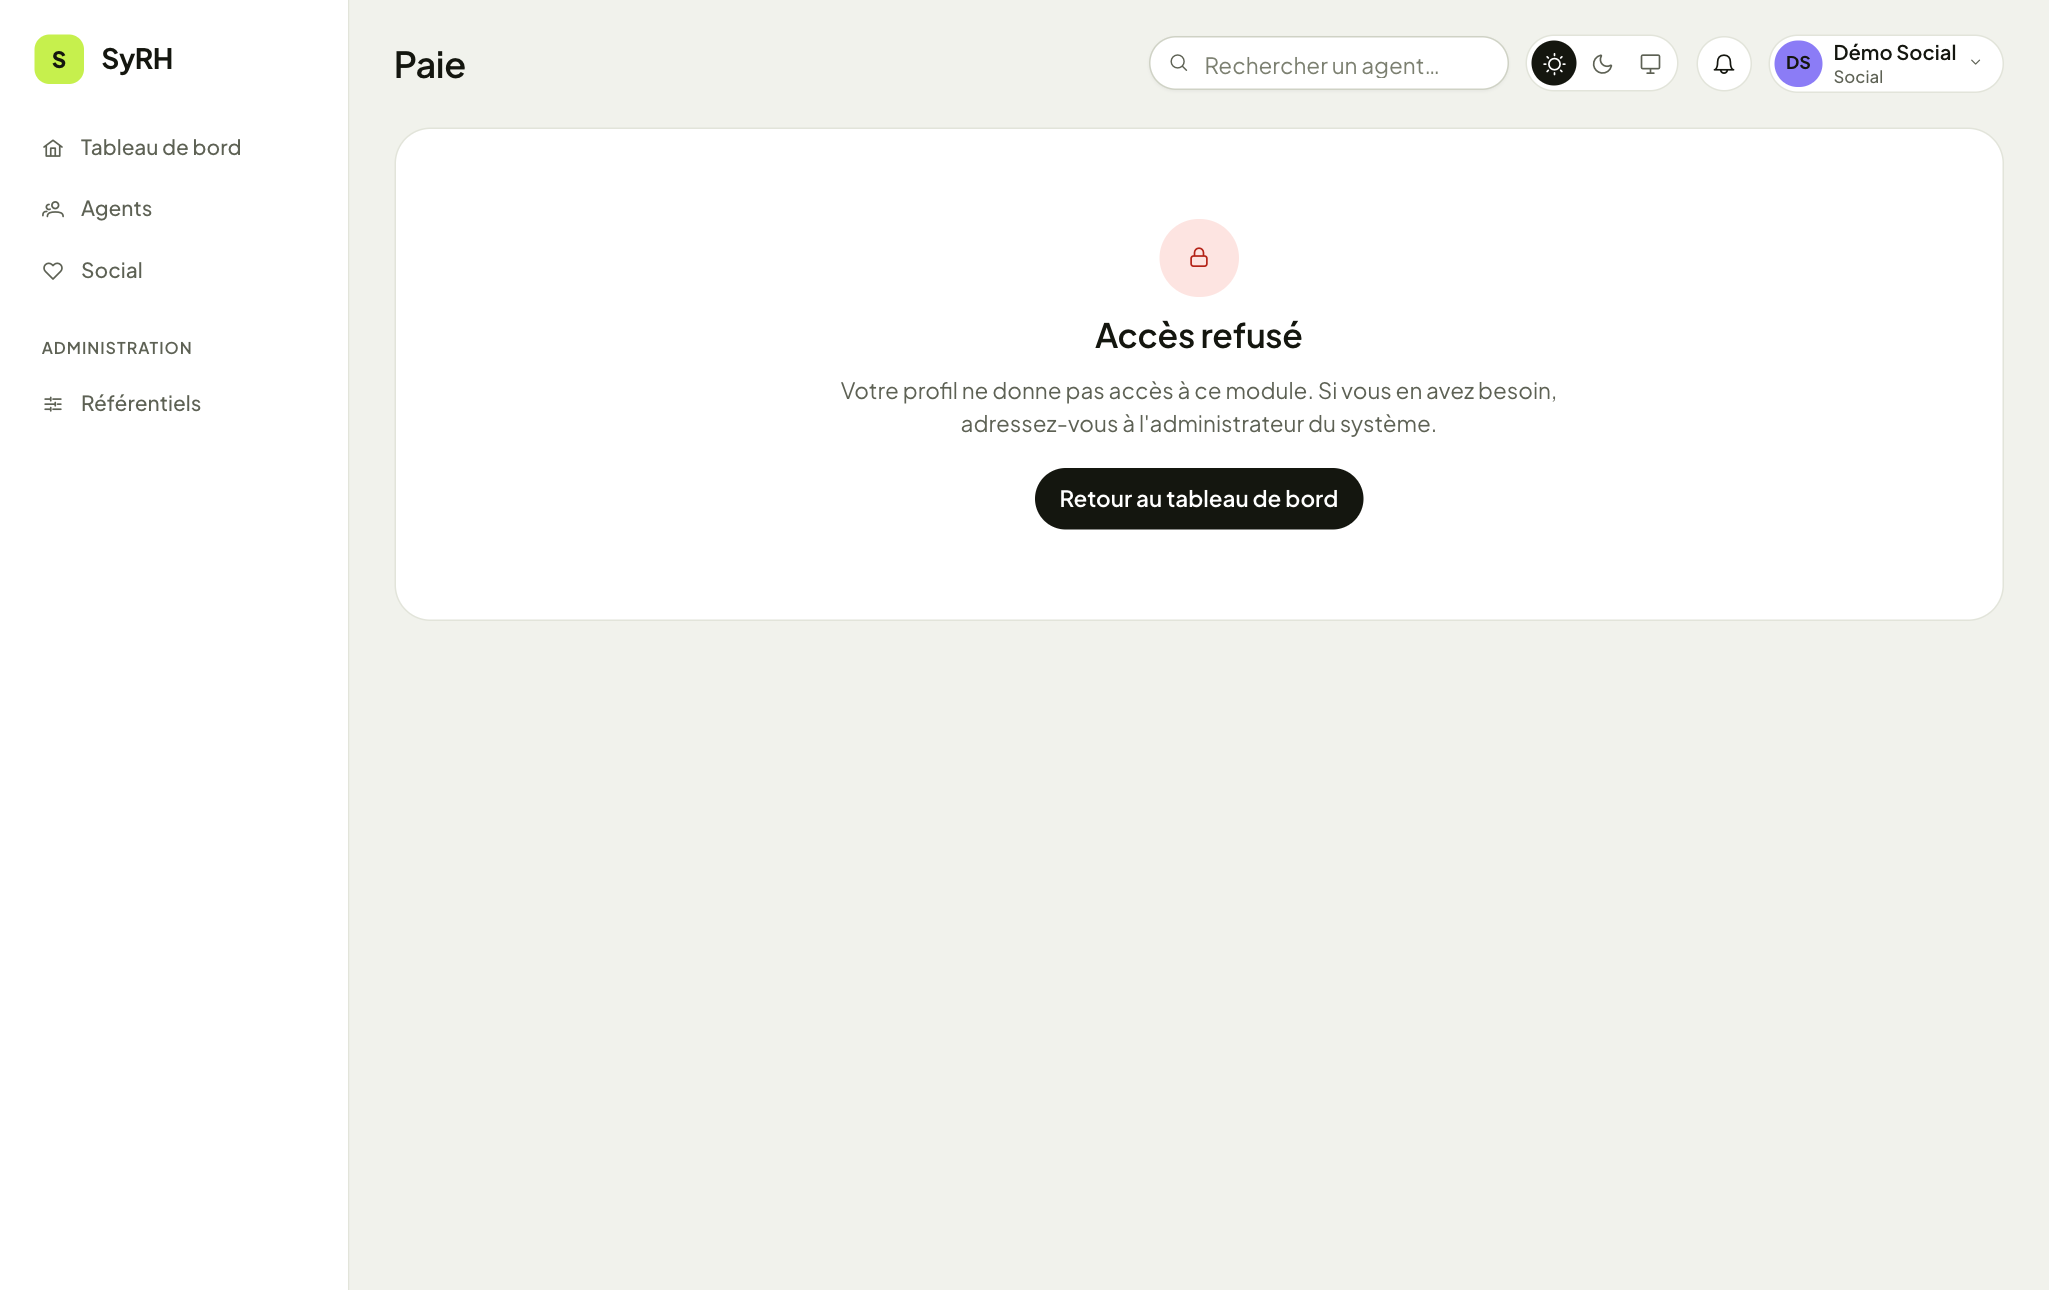 S SyRH
Tableau de bord
Agents
Social
ADMINISTRATION
Référentiels
Paie
Rechercher un agent...
DS
Démo Social
Social
Accès refusé
Votre profil ne donne pas accès à ce module. Si vous en avez besoin,
adressez-vous à l'administrateur du système.
Retour au tableau de bord